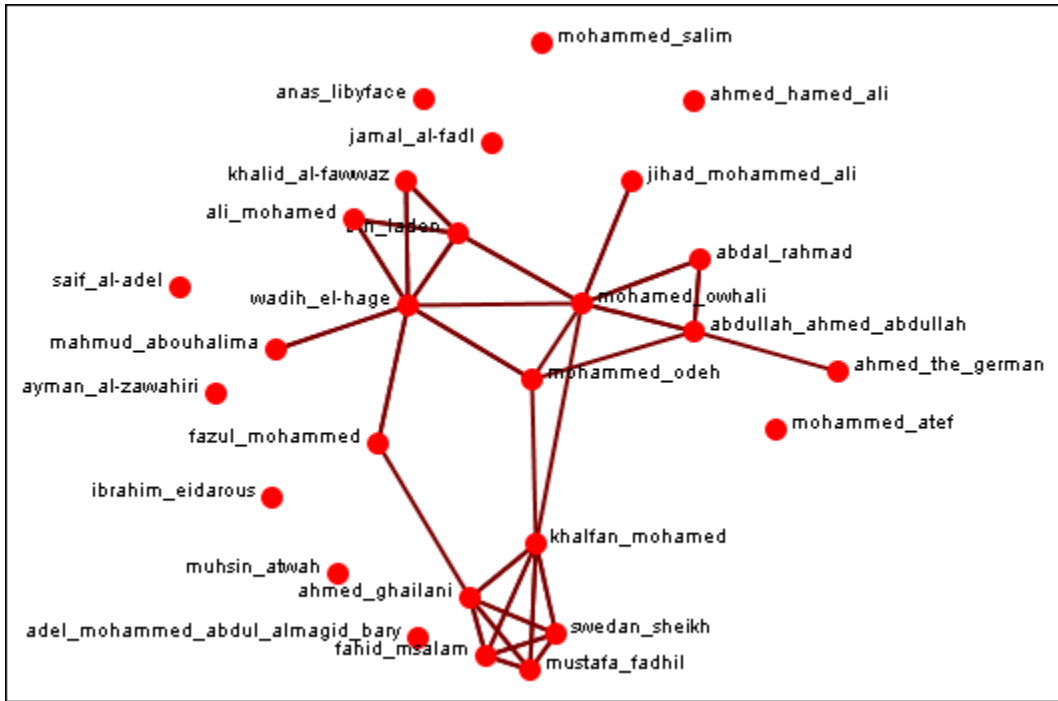 mohammed_salim
anas_libyface
ahmed_hamed_ali
jamal_al-fadl
khalid_al-fawwaz
jihad_mohammed_ali
ali_mohamed
bin_laden
abdal_rahmad
saif_al-adel
wadih_el-hage
mohamed_owhali
abdullah_ahmed_abdullah
mahmud_abouhalima
ahmed_the_german
mohammed_odeh
ayman_al-zawahiri
mohammed_atef
fazul_mohammed
ibrahim_eidarous
khalfan_mohamed
muhsin_atwah
ahmed_ghailani
adel_mohammed_abdul_almagid_bary
swedan_sheikh
fahid_msalam
mustafa_fadhil